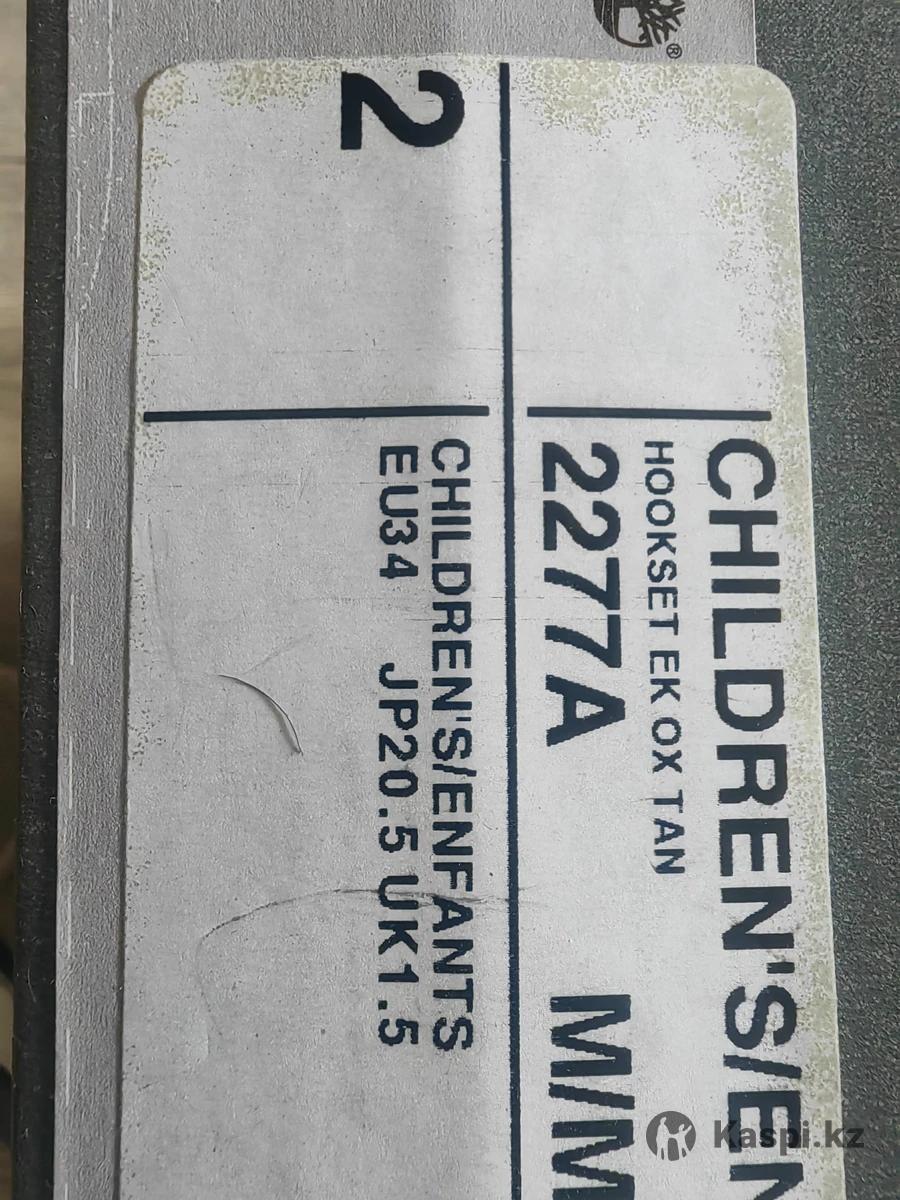 ®
CHILDREN'S/EN
HOOKSET EK OX TAN
2277A M/M
2
CHILDREN'S/ENFANTS
EU34 JP20.5 UK1.5
Kaspi.kz